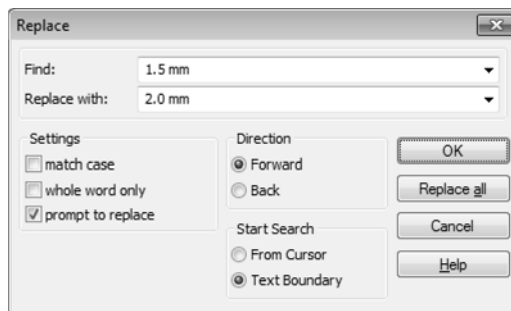 Replace
Find: 1.5 mm
Replace with: 2.0 mm
Settings
match case
whole word only
prompt to replace
Direction
Forward
Back
Start Search
From Cursor
Text Boundary
OK
Replace all
Cancel
Help